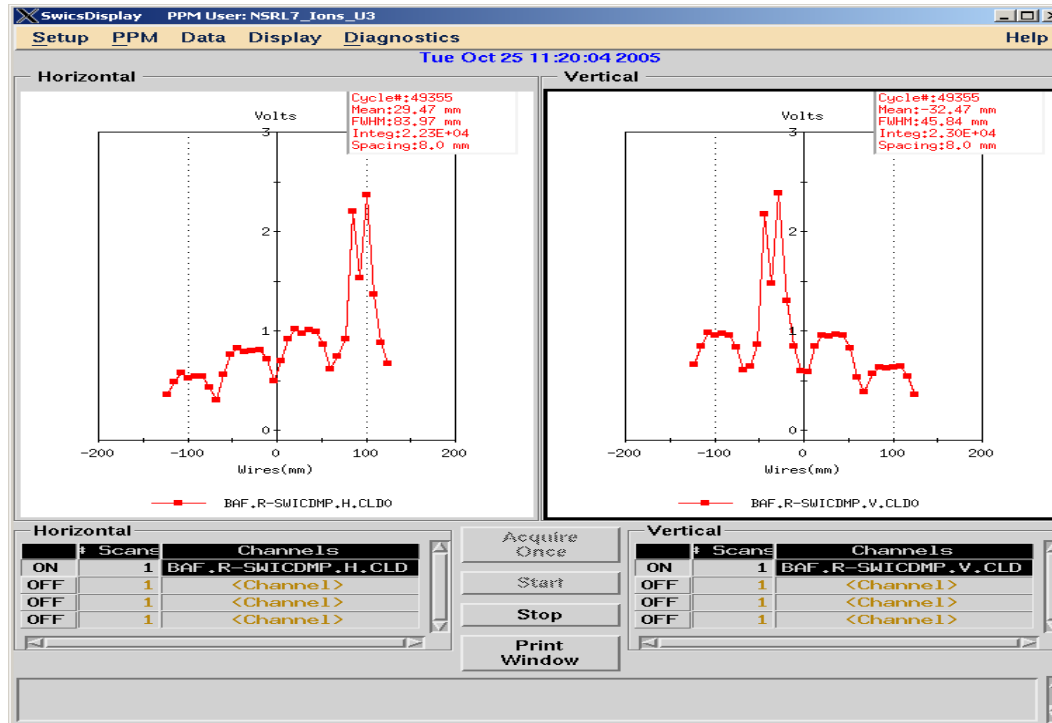 SwicsDisplay PPM User: NSRL7_Ions_U3
Setup PPM Data Display Diagnostics Help
Tue Oct 25 11:20:04 2005
Horizontal
Volts
Cycle#:49355
Mean:29.47 mm
FWHM:83.97 mm
Integ:2.23E+04
Spacing:8.0 mm
3
2
1
0
-200 -100 0 100 200
Wires(mm)
BAF.R-SWICDMP.H.CLDO
Vertical
Volts
Cycle#:49355
Mean:-32.47 mm
FWHM:45.84 mm
Integ:2.30E+04
Spacing:8.0 mm
3
2
1
0
-200 -100 0 100 200
Wires(mm)
BAF.R-SWICDMP.V.CLDO
Horizontal
# Scans Channels
ON 1 BAF.R-SWICDMP.H.CLD
OFF 1 <Channel>
OFF 1 <Channel>
OFF 1 <Channel>
Acquire
Once
Start
Stop
Print
Window
Vertical
# Scans Channels
ON 1 BAF.R-SWICDMP.V.CLD
OFF 1 <Channel>
OFF 1 <Channel>
OFF 1 <Channel>